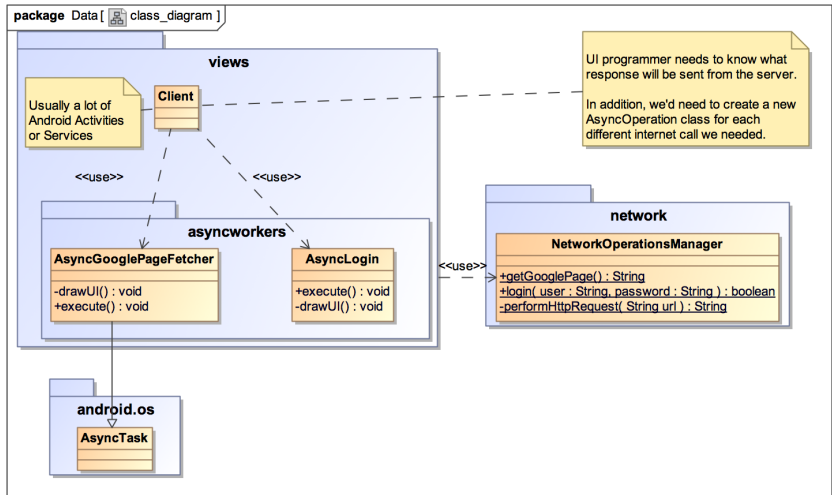 package Data [ class_diagram ]
views
Client
Usually a lot of
Android Activities
or Services
UI programmer needs to know what
response will be sent from the server.
In addition, we'd need to create a new
AsyncOperation class for each
different internet call we needed.
<<use>>
<<use>>
asyncworkers
AsyncGooglePageFetcher
-drawUI() : void
+execute() : void
AsyncLogin
+execute() : void
-drawUI() : void
<<use>>
network
NetworkOperationsManager
+getGooglePage() : String
+login( user : String, password : String ) : boolean
-performHttpRequest( String url ) : String
android.os
AsyncTask